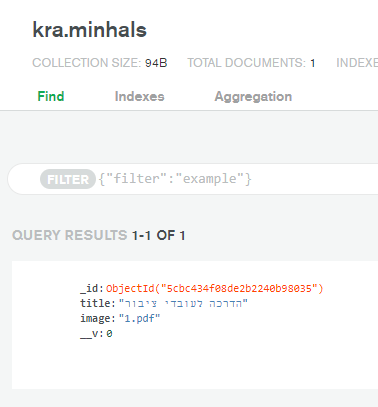 kra.minhals
COLLECTION SIZE: 94B TOTAL DOCUMENTS: 1 INDEXE
Find Indexes Aggregation
FILTER {"filter":"example"}
QUERY RESULTS 1-1 OF 1
_id: ObjectId("5cbc434f08de2b2240b98035")
title: "הדרכה לעובדי ציבור"
image: "1.pdf"
__v: 0